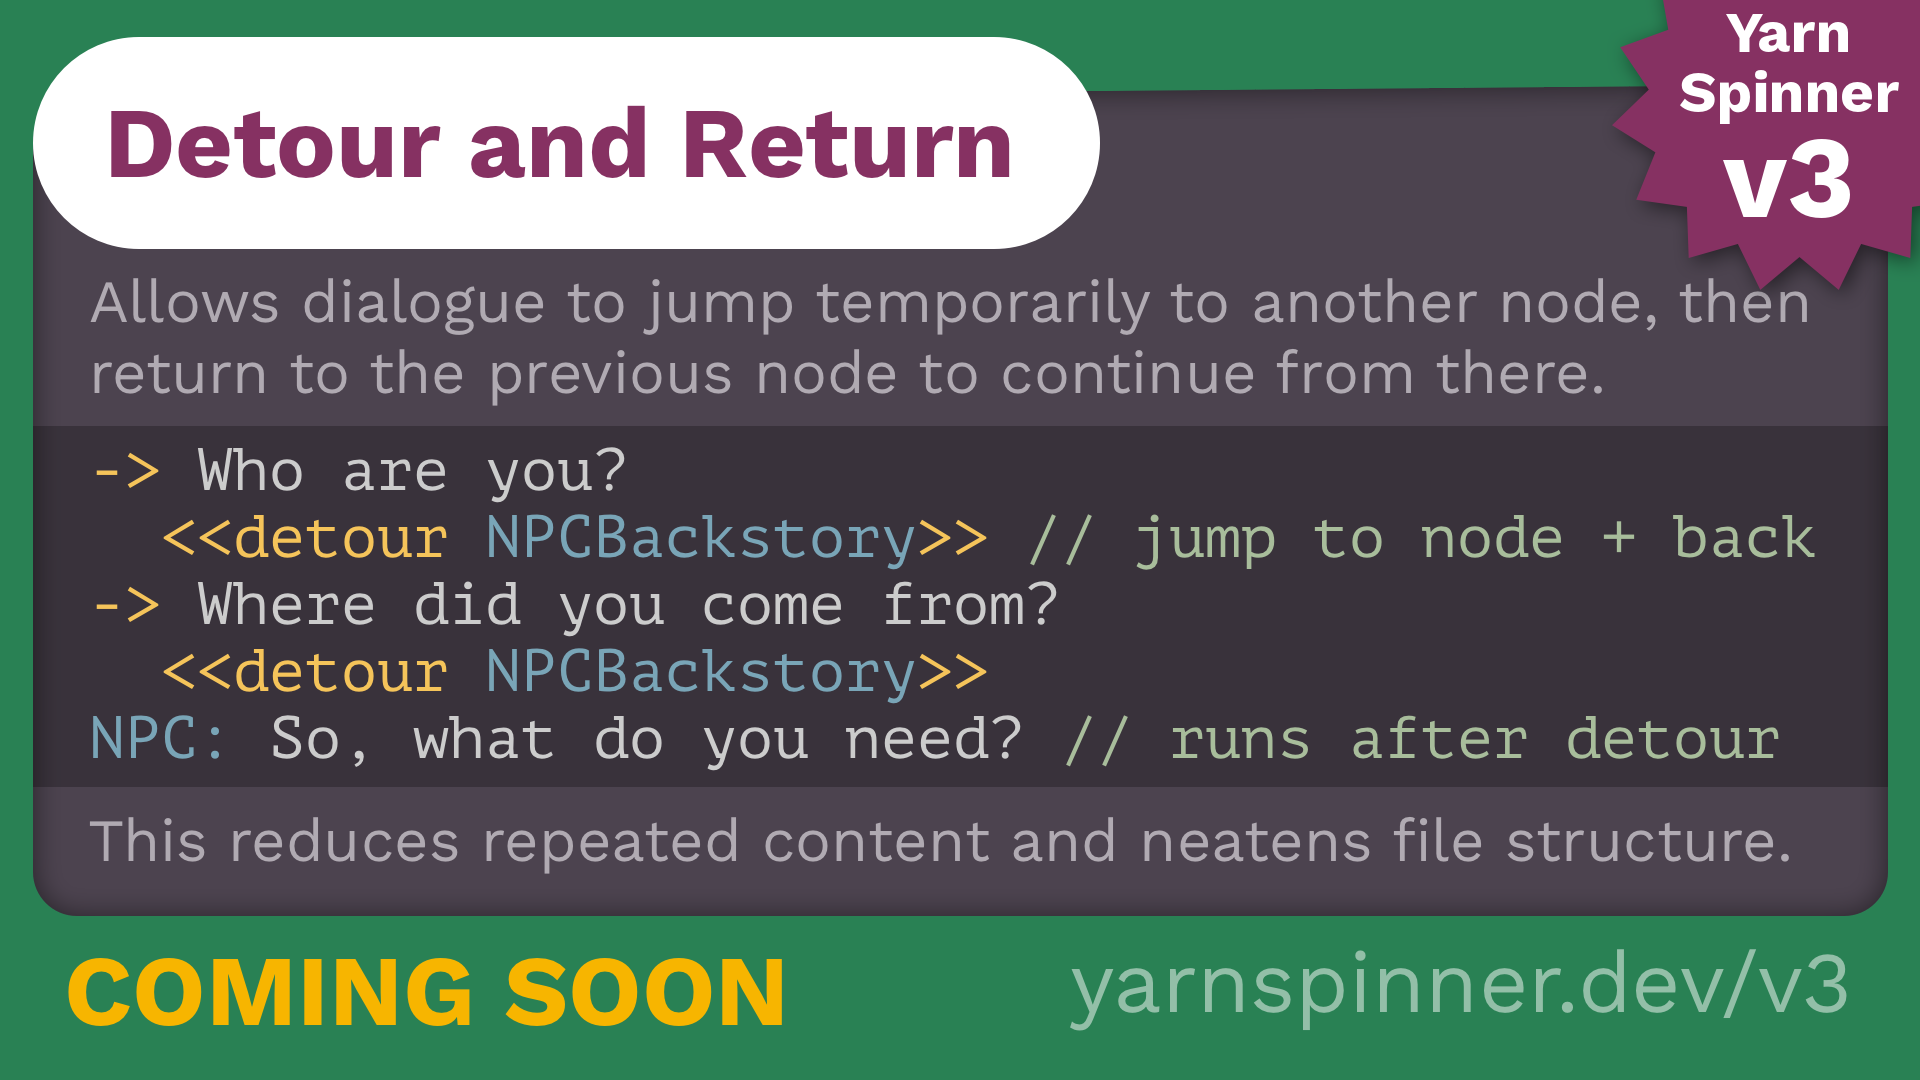 Detour and Return
Yarn
Spinner
v3
Allows dialogue to jump temporarily to another node, then
return to the previous node to continue from there.
-> Who are you?
<<detour NPCBackstory>> // jump to node + back
-> Where did you come from?
<<detour NPCBackstory>>
NPC: So, what do you need? // runs after detour
This reduces repeated content and neatens file structure.
COMING SOON
yarnspinner.dev/v3